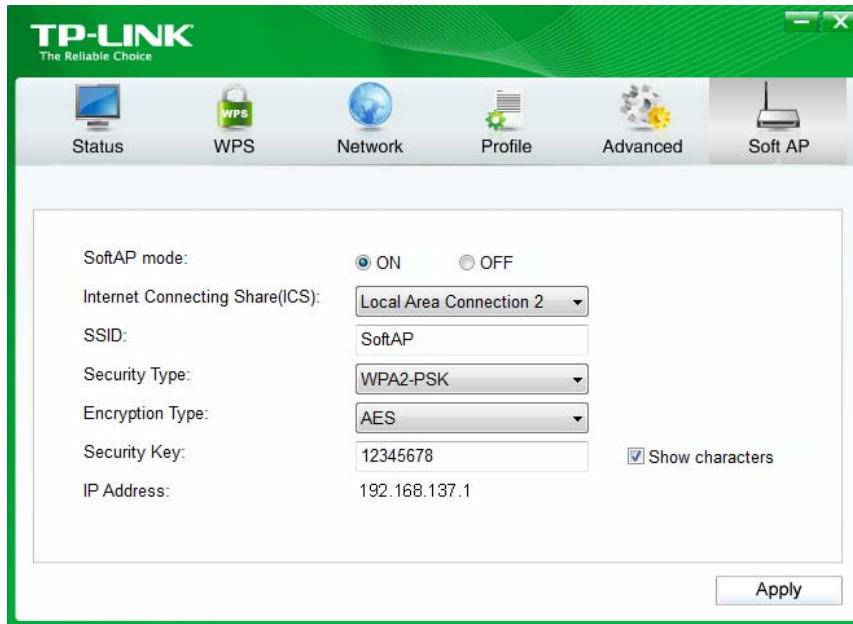 TP-LINK
The Reliable Choice
WPS
Status WPS Network Profile Advanced Soft AP
SoftAP mode: ON OFF
Internet Connecting Share(ICS): Local Area Connection 2
SSID: SoftAP
Security Type: WPA2-PSK
Encryption Type: AES
Security Key: 12345678 Show characters
IP Address: 192.168.137.1
Apply